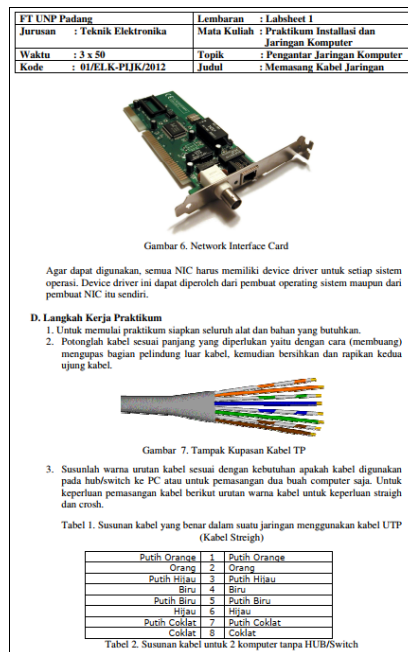 FT UNP Padang Lembaran : Labsheet 1
Jurusan : Teknik Elektronika Mata Kuliah : Praktikum Installasi dan
Jaringan Komputer
Waktu : 3 x 50 Topik : Pengantar Jaringan Komputer
Kode : 01/ELK-PIJK/2012 Judul : Memasang Kabel Jaringan
Gambar 6. Network Interface Card
Agar dapat digunakan, semua NIC harus memiliki device driver untuk setiap sistem
operasi. Device driver ini dapat diperoleh dari pembuat operating sistem maupun dari
pembuat NIC itu sendiri.
D. Langkah Kerja Praktikum
1. Untuk memulai praktikum siapkan seluruh alat dan bahan yang butuhkan.
2. Potonglah kabel sesuai panjang yang diperlukan yaitu dengan cara (membuang)
mengupas bagian pelindung luar kabel, kemudian bersihkan dan rapikan kedua
ujung kabel.
Gambar 7. Tampak Kupasan Kabel TP
3. Susunlah warna urutan kabel sesuai dengan kebutuhan apakah kabel digunakan
pada hub/switch ke PC atau untuk pemasangan dua buah komputer saja. Untuk
keperluan pemasangan kabel berikut urutan warna kabel untuk keperluan straigh
dan crosh.
Tabel 1. Susunan kabel yang benar dalam suatu jaringan menggunakan kabel UTP
(Kabel Streigh)
Putih Orange 1 Putih Orange
Orang 2 Orang
Putih Hijau 3 Putih Hijau
Biru 4 Biru
Putih Biru 5 Putih Biru
Hijau 6 Hijau
Putih Coklat 7 Putih Coklat
Coklat 8 Coklat
Tabel 2. Susunan kabel untuk 2 komputer tanpa HUB/Switch